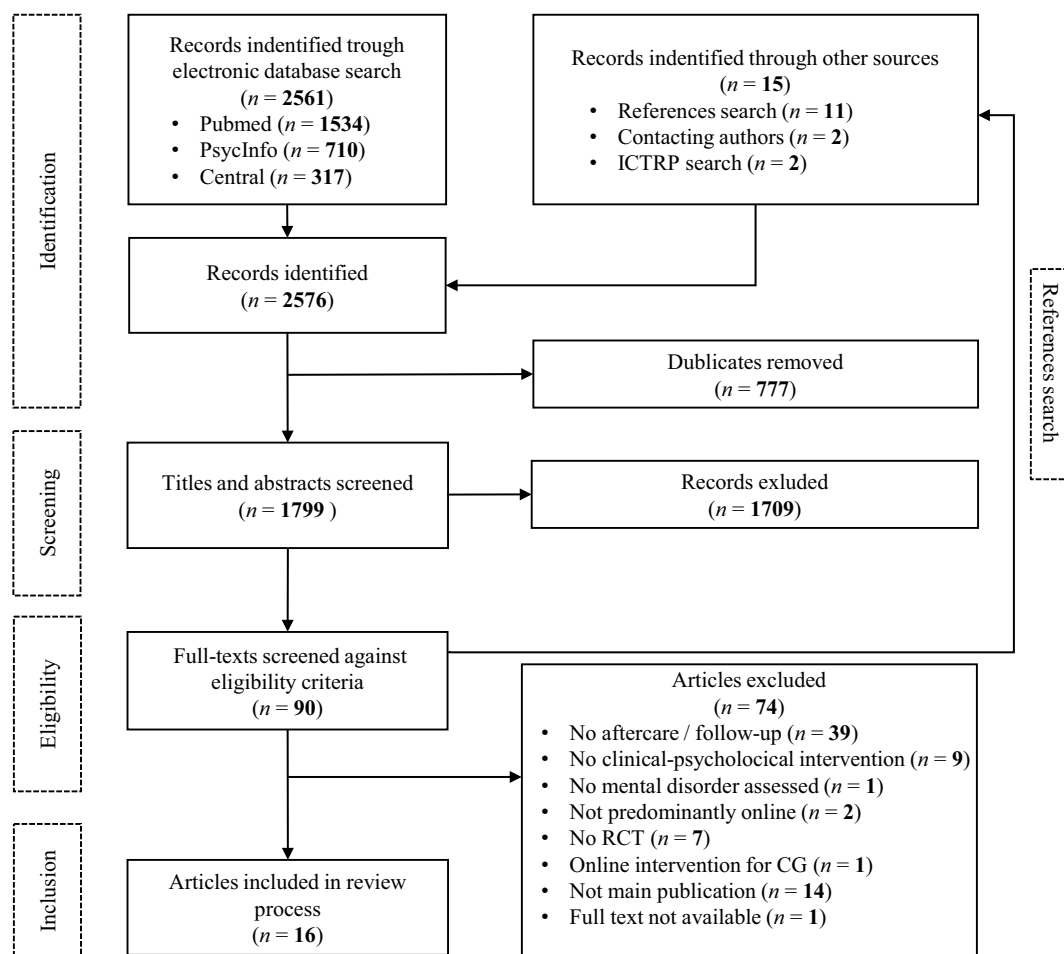 Identification
Records indentified trough
electronic database search
(n = 2561)
• Pubmed (n = 1534)
• PsycInfo (n = 710)
• Central (n = 317)
Records indentified through other sources
(n = 15)
• References search (n = 11)
• Contacting authors (n = 2)
• ICTRP search (n = 2)
Records identified
(n = 2576)
References search
Dublicates removed
(n = 777)
Screening
Titles and abstracts screened
(n = 1799 )
Records exluded
(n = 1709)
Eligibility
Full-texts screened against
eligibility criteria
(n = 90)
Articles excluded
(n = 74)
• No aftercare / follow-up (n = 39)
• No clinical-psycholocical intervention (n = 9)
• No mental disorder assessed (n = 1)
• Not predominantly online (n = 2)
• No RCT (n = 7)
• Online intervention for CG (n = 1)
• Not main publication (n = 14)
• Full text not available (n = 1)
Inclusion
Articles included in review
process
(n = 16)